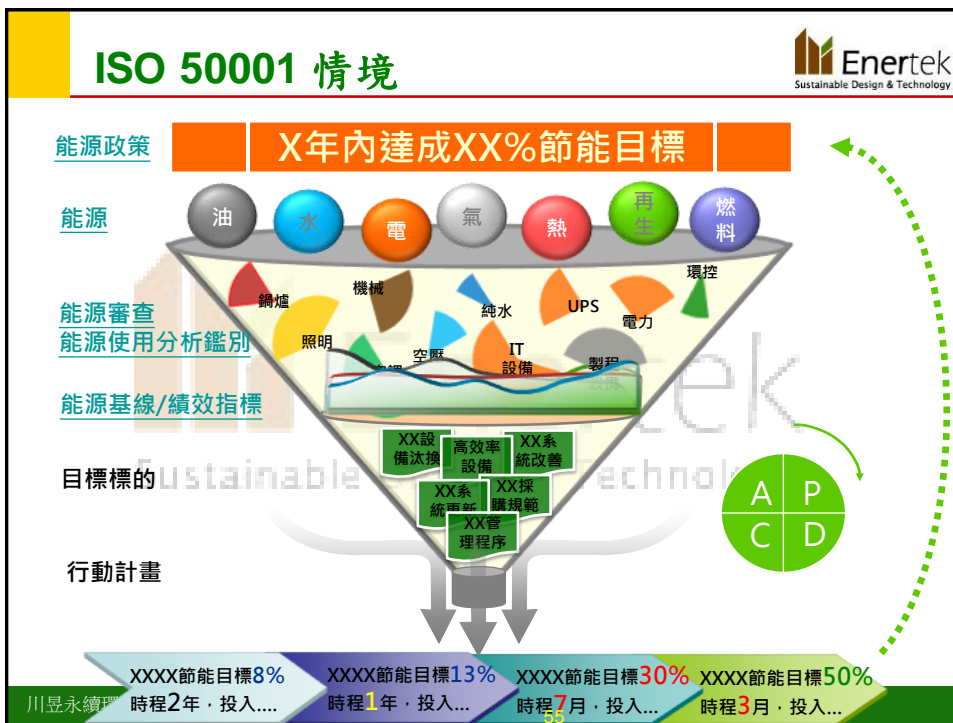 ISO 50001 情境
Enertek
Sustainable Design & Technology
能源政策
X年內達成XX%節能目標
能源
油
水
電
氣
熱
再生
燃料
能源審查
能源使用分析鑑別
鍋爐
機械
純水
UPS
環控
照明
空壓
IT
設備
電力
製程
能源基線/績效指標
目標標的
XX設
備汰換
高效率
設備
XX系
統改善
XX系
統更新
XX採
購規範
XX管
理程序
A P
C D
行動計畫
XXXX節能目標8%
時程2年，投入....
XXXX節能目標13%
時程1年，投入...
XXXX節能目標30%
時程7月，投入...
XXXX節能目標50%
時程3月，投入...
川昱永續環
55